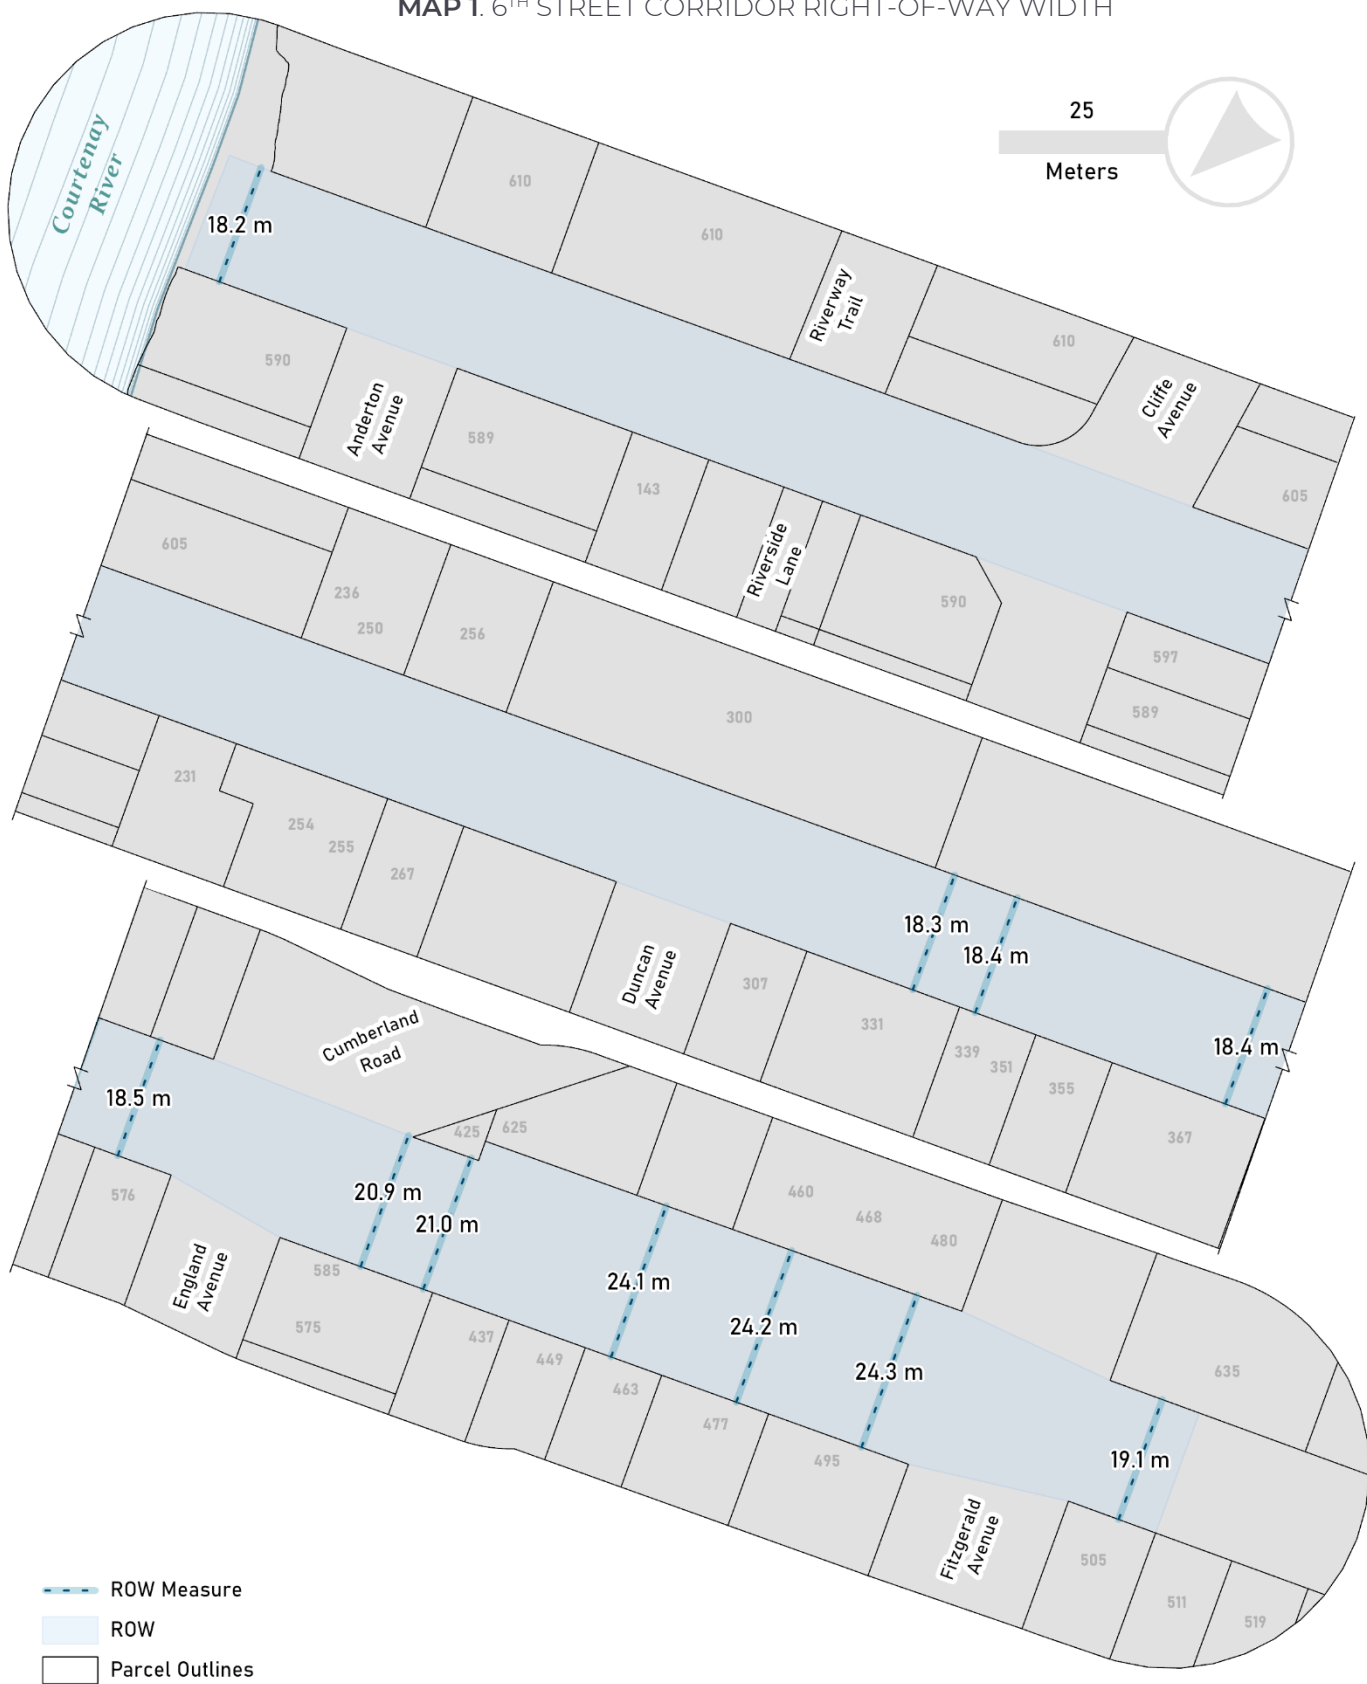 MAP 1. 6TH STREET CORRIDOR RIGHT-OF-WAY WIDTH
25
Meters
Courtenay
River
18.2 m
610
610
Riverway
Trail
610
Cliffe
Avenue
605
590
Anderton
Avenue
589
143
Riverside
Lane
590
597
589
605
236
250
256
300
231
254
255
267
Duncan
Avenue
307
331
18.3 m
18.4 m
339
351
355
18.4 m
367
Cumberland
Road
18.5 m
576
England
Avenue
425
625
20.9 m
21.0 m
585
575
437
449
24.1 m
463
460
468
480
24.2 m
477
24.3 m
495
635
19.1 m
Fitzgerald
Avenue
505
511
519
ROW Measure
ROW
Parcel Outlines